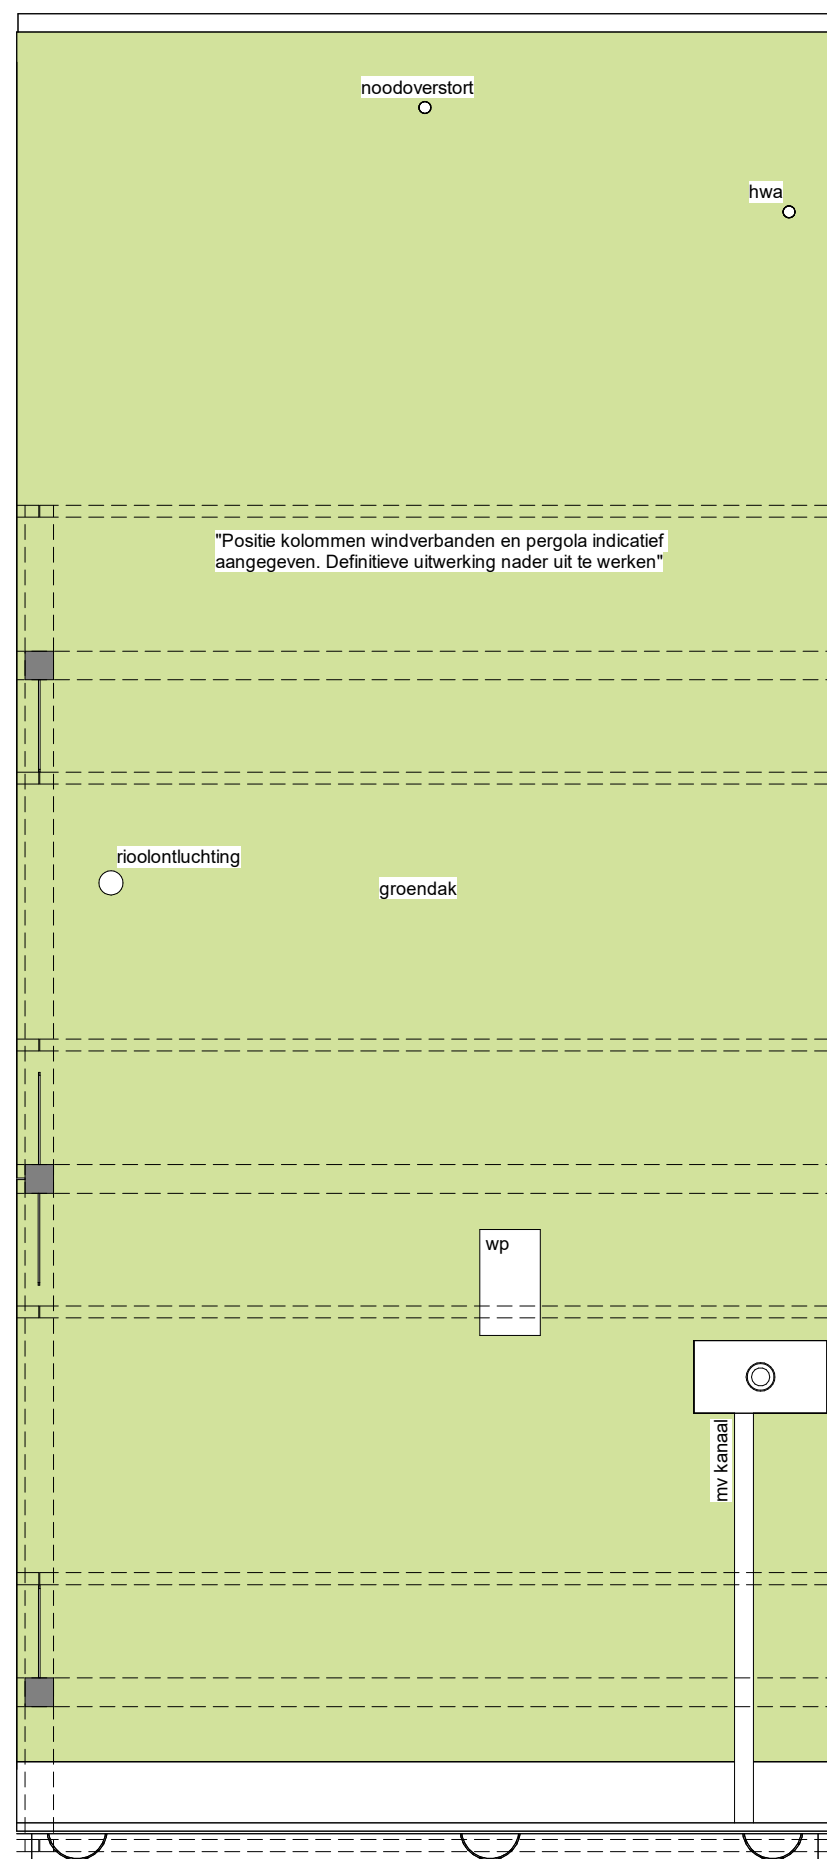 noodoverstort
hwa
"Positie kolommen windverbanden en pergola indicatief
aangegeven. Definitieve uitwerking nader uit te werken"
rioolontluchting
groendak
wp
mv kanaal